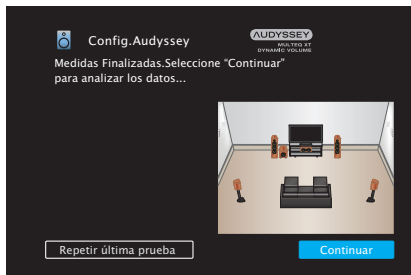 Config.Audyssey
AUDYSSEY
MULTEQ XT
DYNAMIC VOLUME
Medidas Finalizadas.Seleccione “Continuar”
para analizar los datos...
Repetir última prueba
Continuar